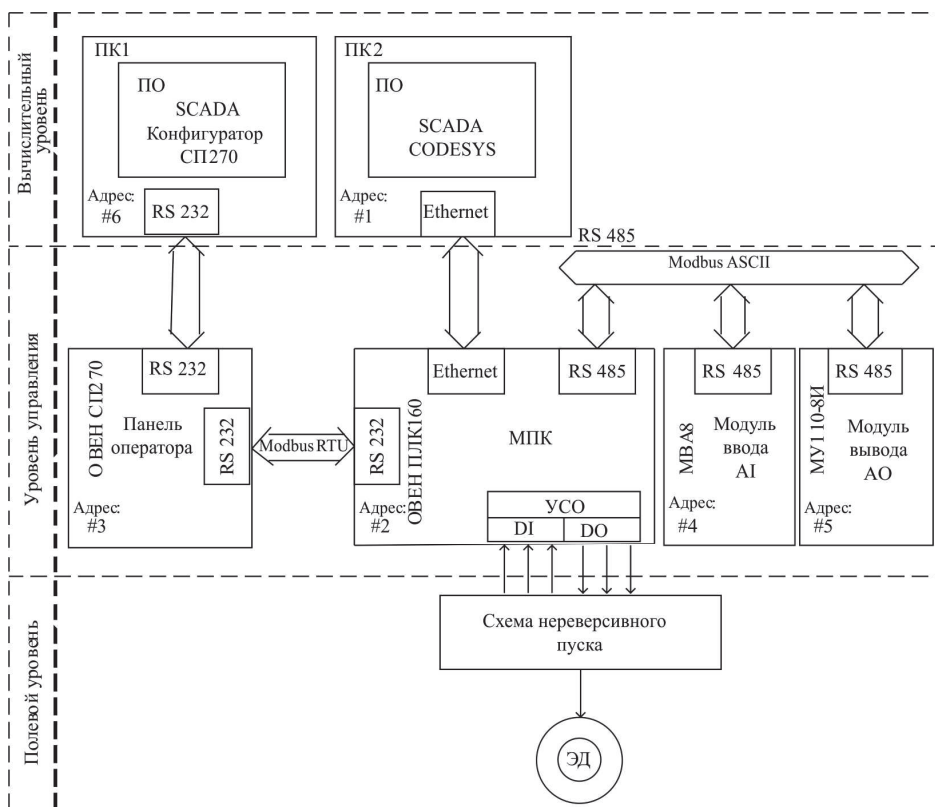 Вычислительный
уровень
ПК1
ПО
SCADA
Конфигуратор
СП270
Адрес:
#6
RS 232
ПК2
ПО
SCADA
CODESYS
Адрес:
#1
Ethernet
RS 485
Modbus ASCII
Уровень управления
ОВЕН СП270
RS 232
Панель
оператора
RS 232
Адрес:
#3
Modbus RTU
RS 232
ОВЕН ПЛК160
Адрес:
#2
Ethernet
RS 485
МПК
УСО
DI
DO
МВА8
RS 485
Модуль
ввода
AI
Адрес:
#4
МУ110-8И
RS 485
Модуль
вывода
АО
Адрес:
#5
Полевой уровень
Схема нереверсивного
пуска
ЭД